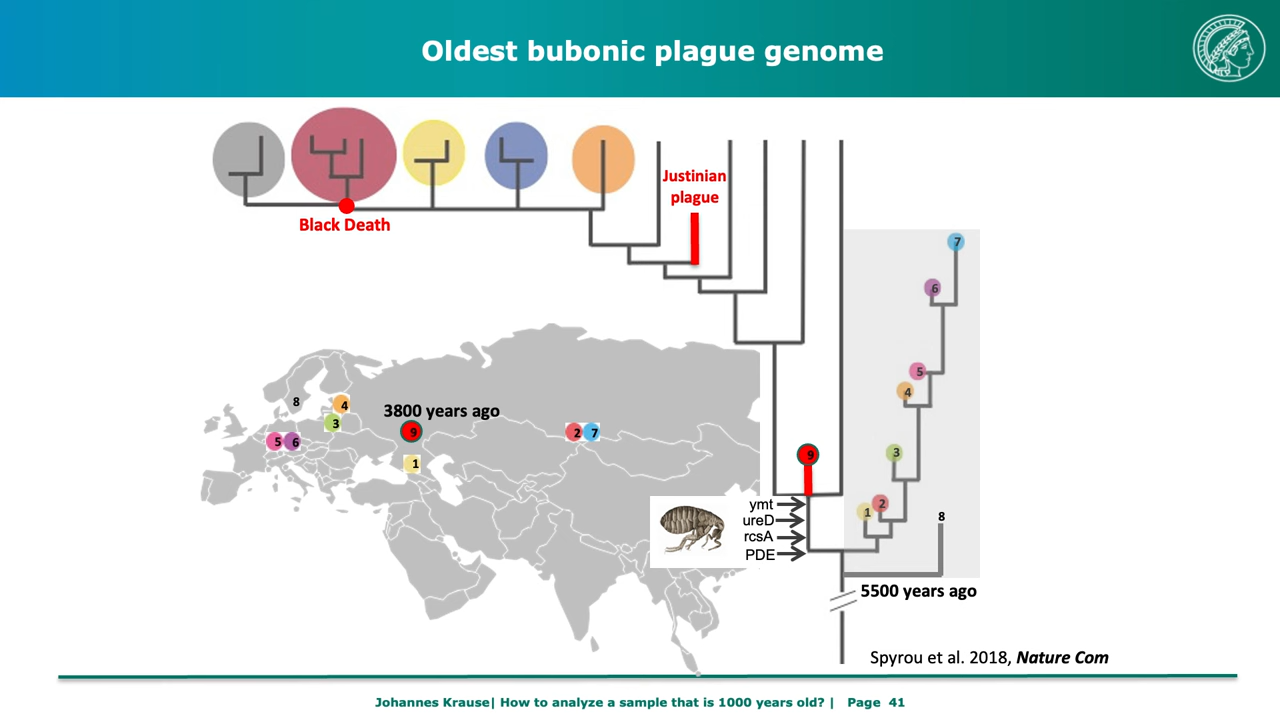 Oldest bubonic plague genome
Justinian
plague
Black Death
7
6
5
4
3
2
1
8
9
8
4
3
3800 years ago
9
5 6
2 7
1
ymt
ureD
rcsA
PDE
5500 years ago
Spyrou et al. 2018, Nature Com
Johannes Krause| How to analyze a sample that is 1000 years old? | Page 41